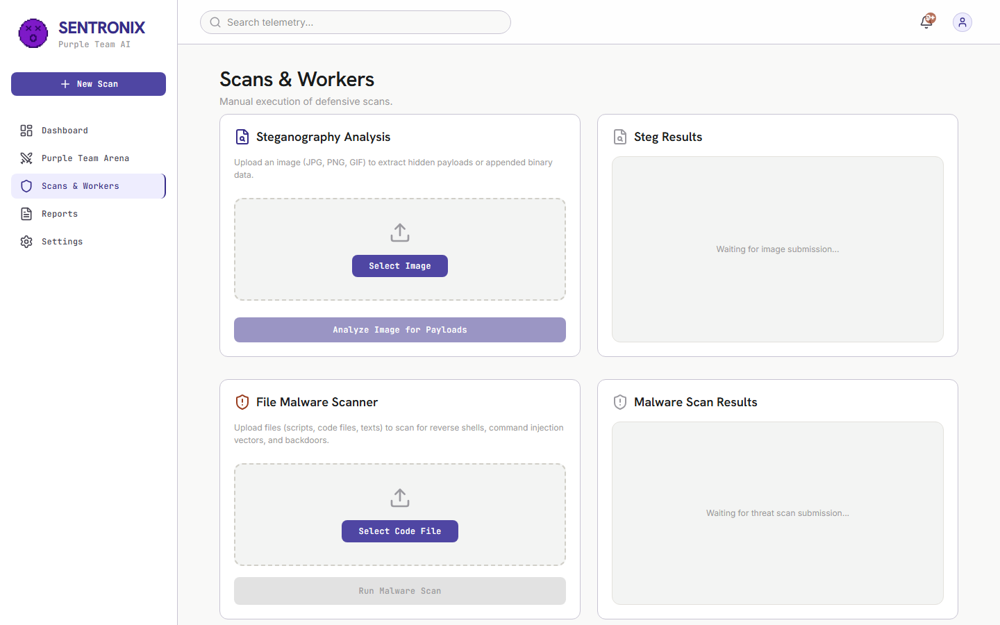 SENTRONIX
Purple Team AI
New Scan
Dashboard
Purple Team Arena
Scans & Workers
Reports
Settings
Search telemetry...
9+
Scans & Workers
Manual execution of defensive scans.
Steganography Analysis
Upload an image (JPG, PNG, GIF) to extract hidden payloads or appended binary
data.
Select Image
Analyze Image for Payloads
Steg Results
Waiting for image submission...
File Malware Scanner
Upload files (scripts, code files, texts) to scan for reverse shells, command injection
vectors, and backdoors.
Select Code File
Run Malware Scan
Malware Scan Results
Waiting for threat scan submission...